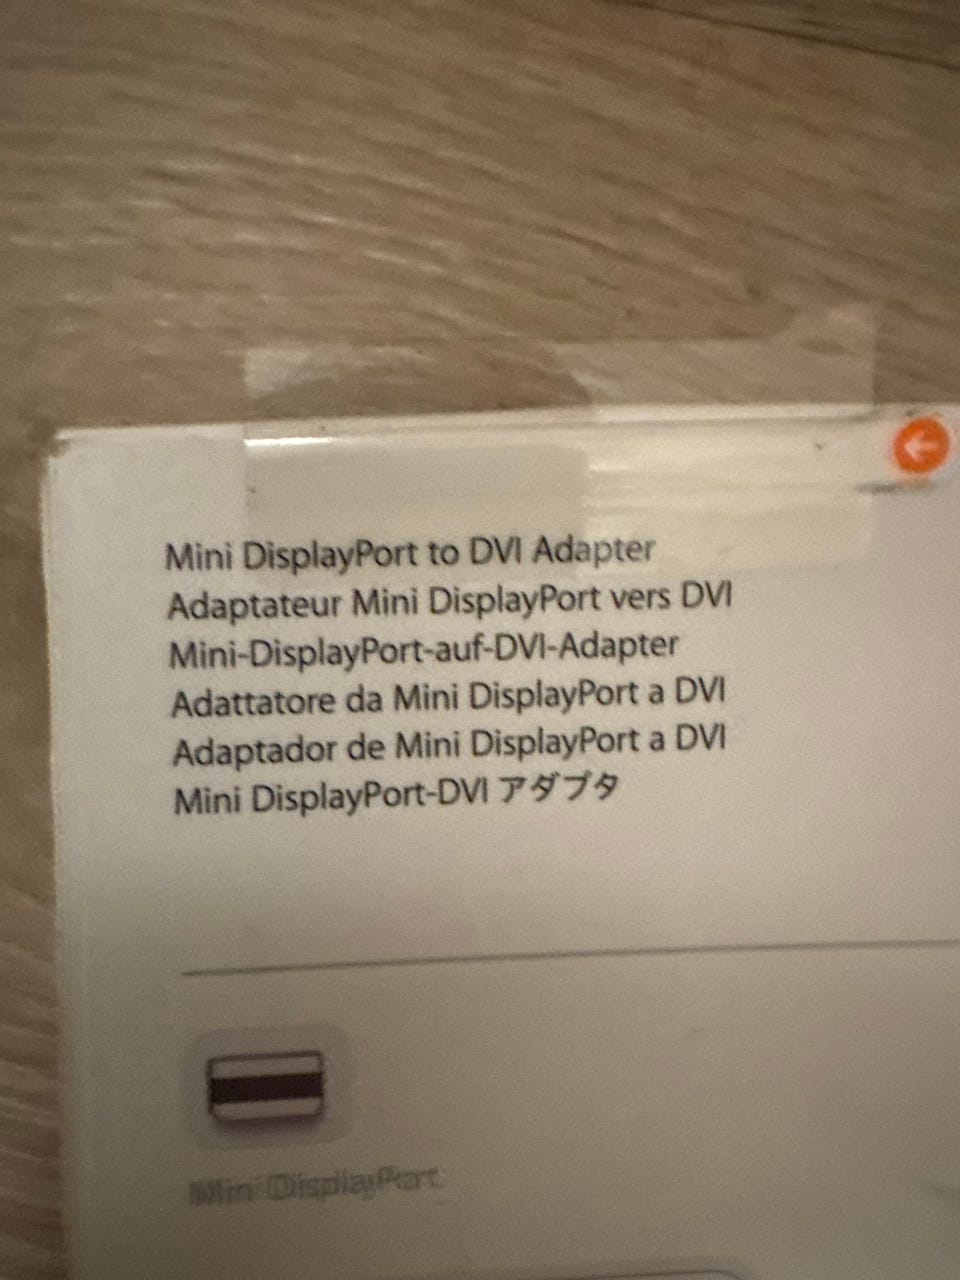 Mini DisplayPort to DVI Adapter
Adaptateur Mini DisplayPort vers DVI
Mini-DisplayPort-auf-DVI-Adapter
Adattatore da Mini DisplayPort a DVI
Adaptador de Mini DisplayPort a DVI
Mini DisplayPort-DVI アダプタ
Mini DisplayPort